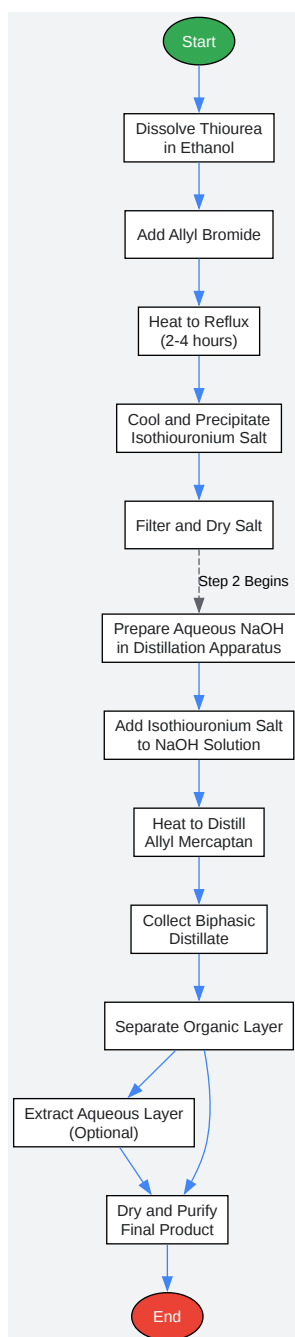 Start
Dissolve Thiourea
in Ethanol
Add Allyl Bromide
Heat to Reflux
(2-4 hours)
Cool and Precipitate
Isothiouronium Salt
Filter and Dry Salt
Step 2 Begins
Prepare Aqueous NaOH
in Distillation Apparatus
Add Isothiouronium Salt
to NaOH Solution
Heat to Distill
Allyl Mercaptan
Collect Biphasic
Distillate
Separate Organic Layer
Extract Aqueous Layer
(Optional)
Dry and Purify
Final Product
End